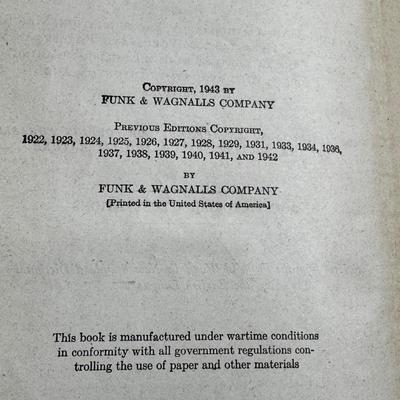 Copyright, 1943 by
FUNK & WAGNALLS COMPANY
Previous Editions Copyright,
1922, 1923, 1924, 1925, 1926, 1927, 1928, 1929, 1931, 1933, 1934, 1936,
1937, 1938, 1939, 1940, 1941, and 1942
by
FUNK & WAGNALLS COMPANY
[Printed in the United States of America]
This book is manufactured under wartime conditions
in conformity with all government regulations con-
trolling the use of paper and other materials